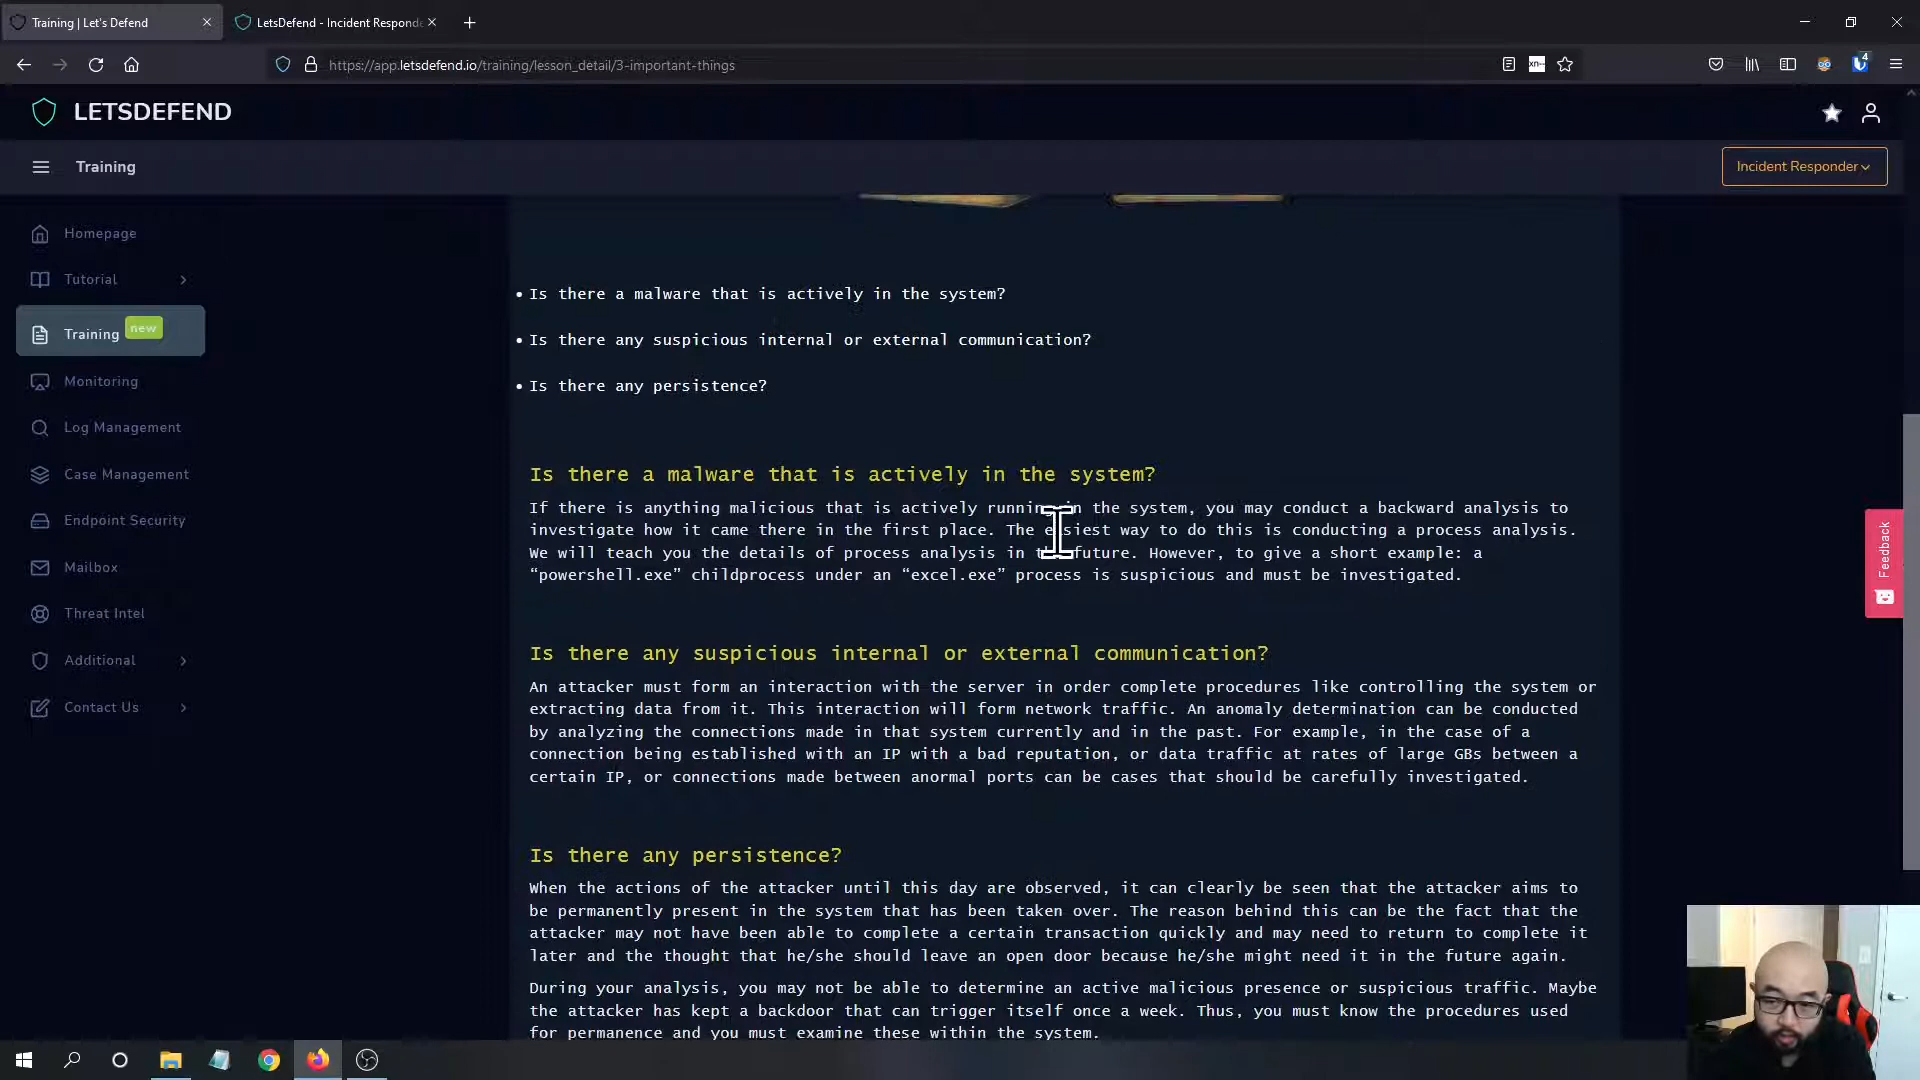 Training | Let's Defend
LetsDefend - Incident Responde
https://app.letsdefend.io/training/lesson_detail/3-important-things
4
LETSDEFEND
Training
Incident Responder
Homepage
Tutorial
Training new
Monitoring
Log Management
Case Management
Endpoint Security
Mailbox
Threat Intel
Additional
Contact Us
• Is there a malware that is actively in the system?
• Is there any suspicious internal or external communication?
• Is there any persistence?
Is there a malware that is actively in the system?
If there is anything malicious that is actively running in the system, you may conduct a backward analysis to
investigate how it came there in the first place. The easiest way to do this is conducting a process analysis.
We will teach you the details of process analysis in the future. However, to give a short example: a
“powershell.exe” childprocess under an “excel.exe” process is suspicious and must be investigated.
Is there any suspicious internal or external communication?
An attacker must form an interaction with the server in order complete procedures like controlling the system or
extracting data from it. This interaction will form network traffic. An anomaly determination can be conducted
by analyzing the connections made in that system currently and in the past. For example, in the case of a
connection being established with an IP with a bad reputation, or data traffic at rates of large GBs between a
certain IP, or connections made between anormal ports can be cases that should be carefully investigated.
Is there any persistence?
When the actions of the attacker until this day are observed, it can clearly be seen that the attacker aims to
be permanently present in the system that has been taken over. The reason behind this can be the fact that the
attacker may not have been able to complete a certain transaction quickly and may need to return to complete it
later and the thought that he/she should leave an open door because he/she might need it in the future again.
During your analysis, you may not be able to determine an active malicious presence or suspicious traffic. Maybe
the attacker has kept a backdoor that can trigger itself once a week. Thus, you must know the procedures used
for permanence and you must examine these within the system.
Feedback